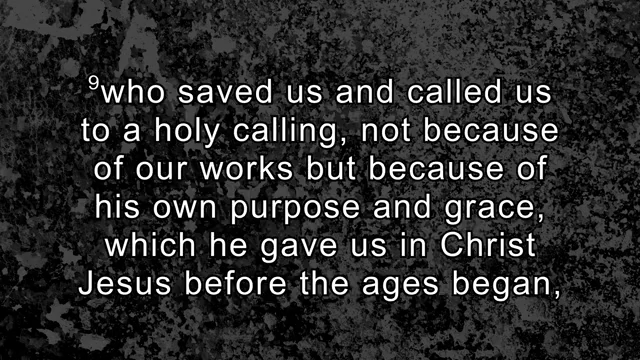 ⁹who saved us and called us
to a holy calling, not because
of our works but because of
his own purpose and grace,
which he gave us in Christ
Jesus before the ages began,